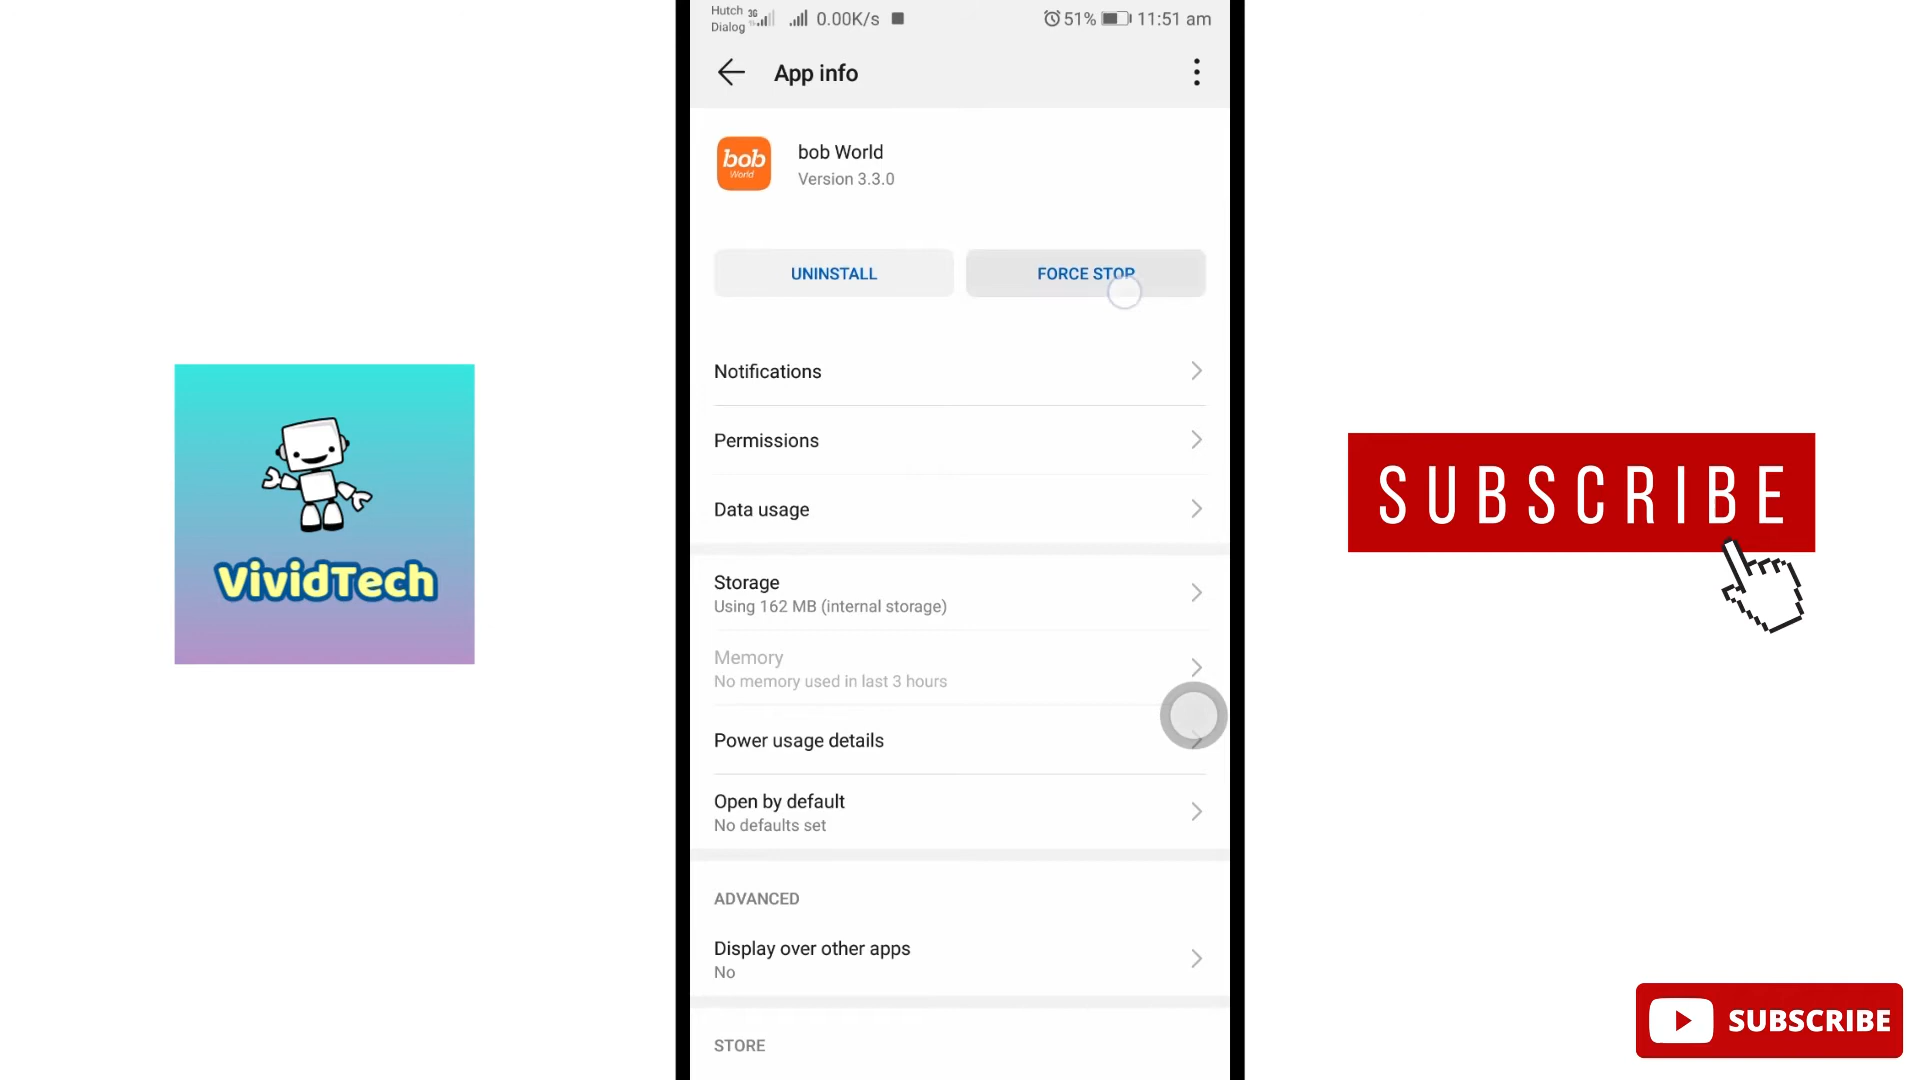 Hutch 3G
Dialog
0.00K/s
51%
11:51 am
App info
bob
World
bob World
Version 3.3.0
UNINSTALL
FORCE STOP
Notifications
Permissions
Data usage
Storage
Using 162 MB (internal storage)
Memory
No memory used in last 3 hours
Power usage details
Open by default
No defaults set
ADVANCED
Display over other apps
No
STORE
VividTech
SUBSCRIBE
SUBSCRIBE